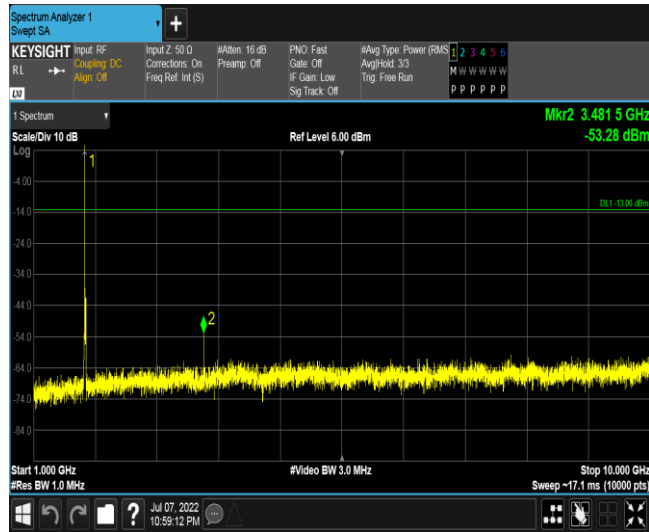 Spectrum Analyzer 1
Swept SA
+
KEYSIGHT Input: RF Input Z: 50 Ω #Atten: 16 dB PNO: Fast #Avg Type: Power (RMS 1 2 3 4 5 6
RL Coupling: DC Corrections: On Preamp: Off Gate: Off Avg|Hold: 3/3 M W W W W W
Align: Off Freq Ref: Int (S) IF Gain: Low Trig: Free Run
Sig Track: Off P P P P P P
LXI
1 Spectrum Mkr2 3.481 5 GHz
Scale/Div 10 dB Ref Level 6.00 dBm -53.28 dBm
Log
1
-4.00
DL1 -13.00 dBm
-14.0
-24.0
-34.0
-44.0
2
-54.0
-64.0
-74.0
-84.0
Start 1.000 GHz #Video BW 3.0 MHz Stop 10.000 GHz
#Res BW 1.0 MHz Sweep ~17.1 ms (10000 pts)
? Jul 07, 2022
10:59:12 PM